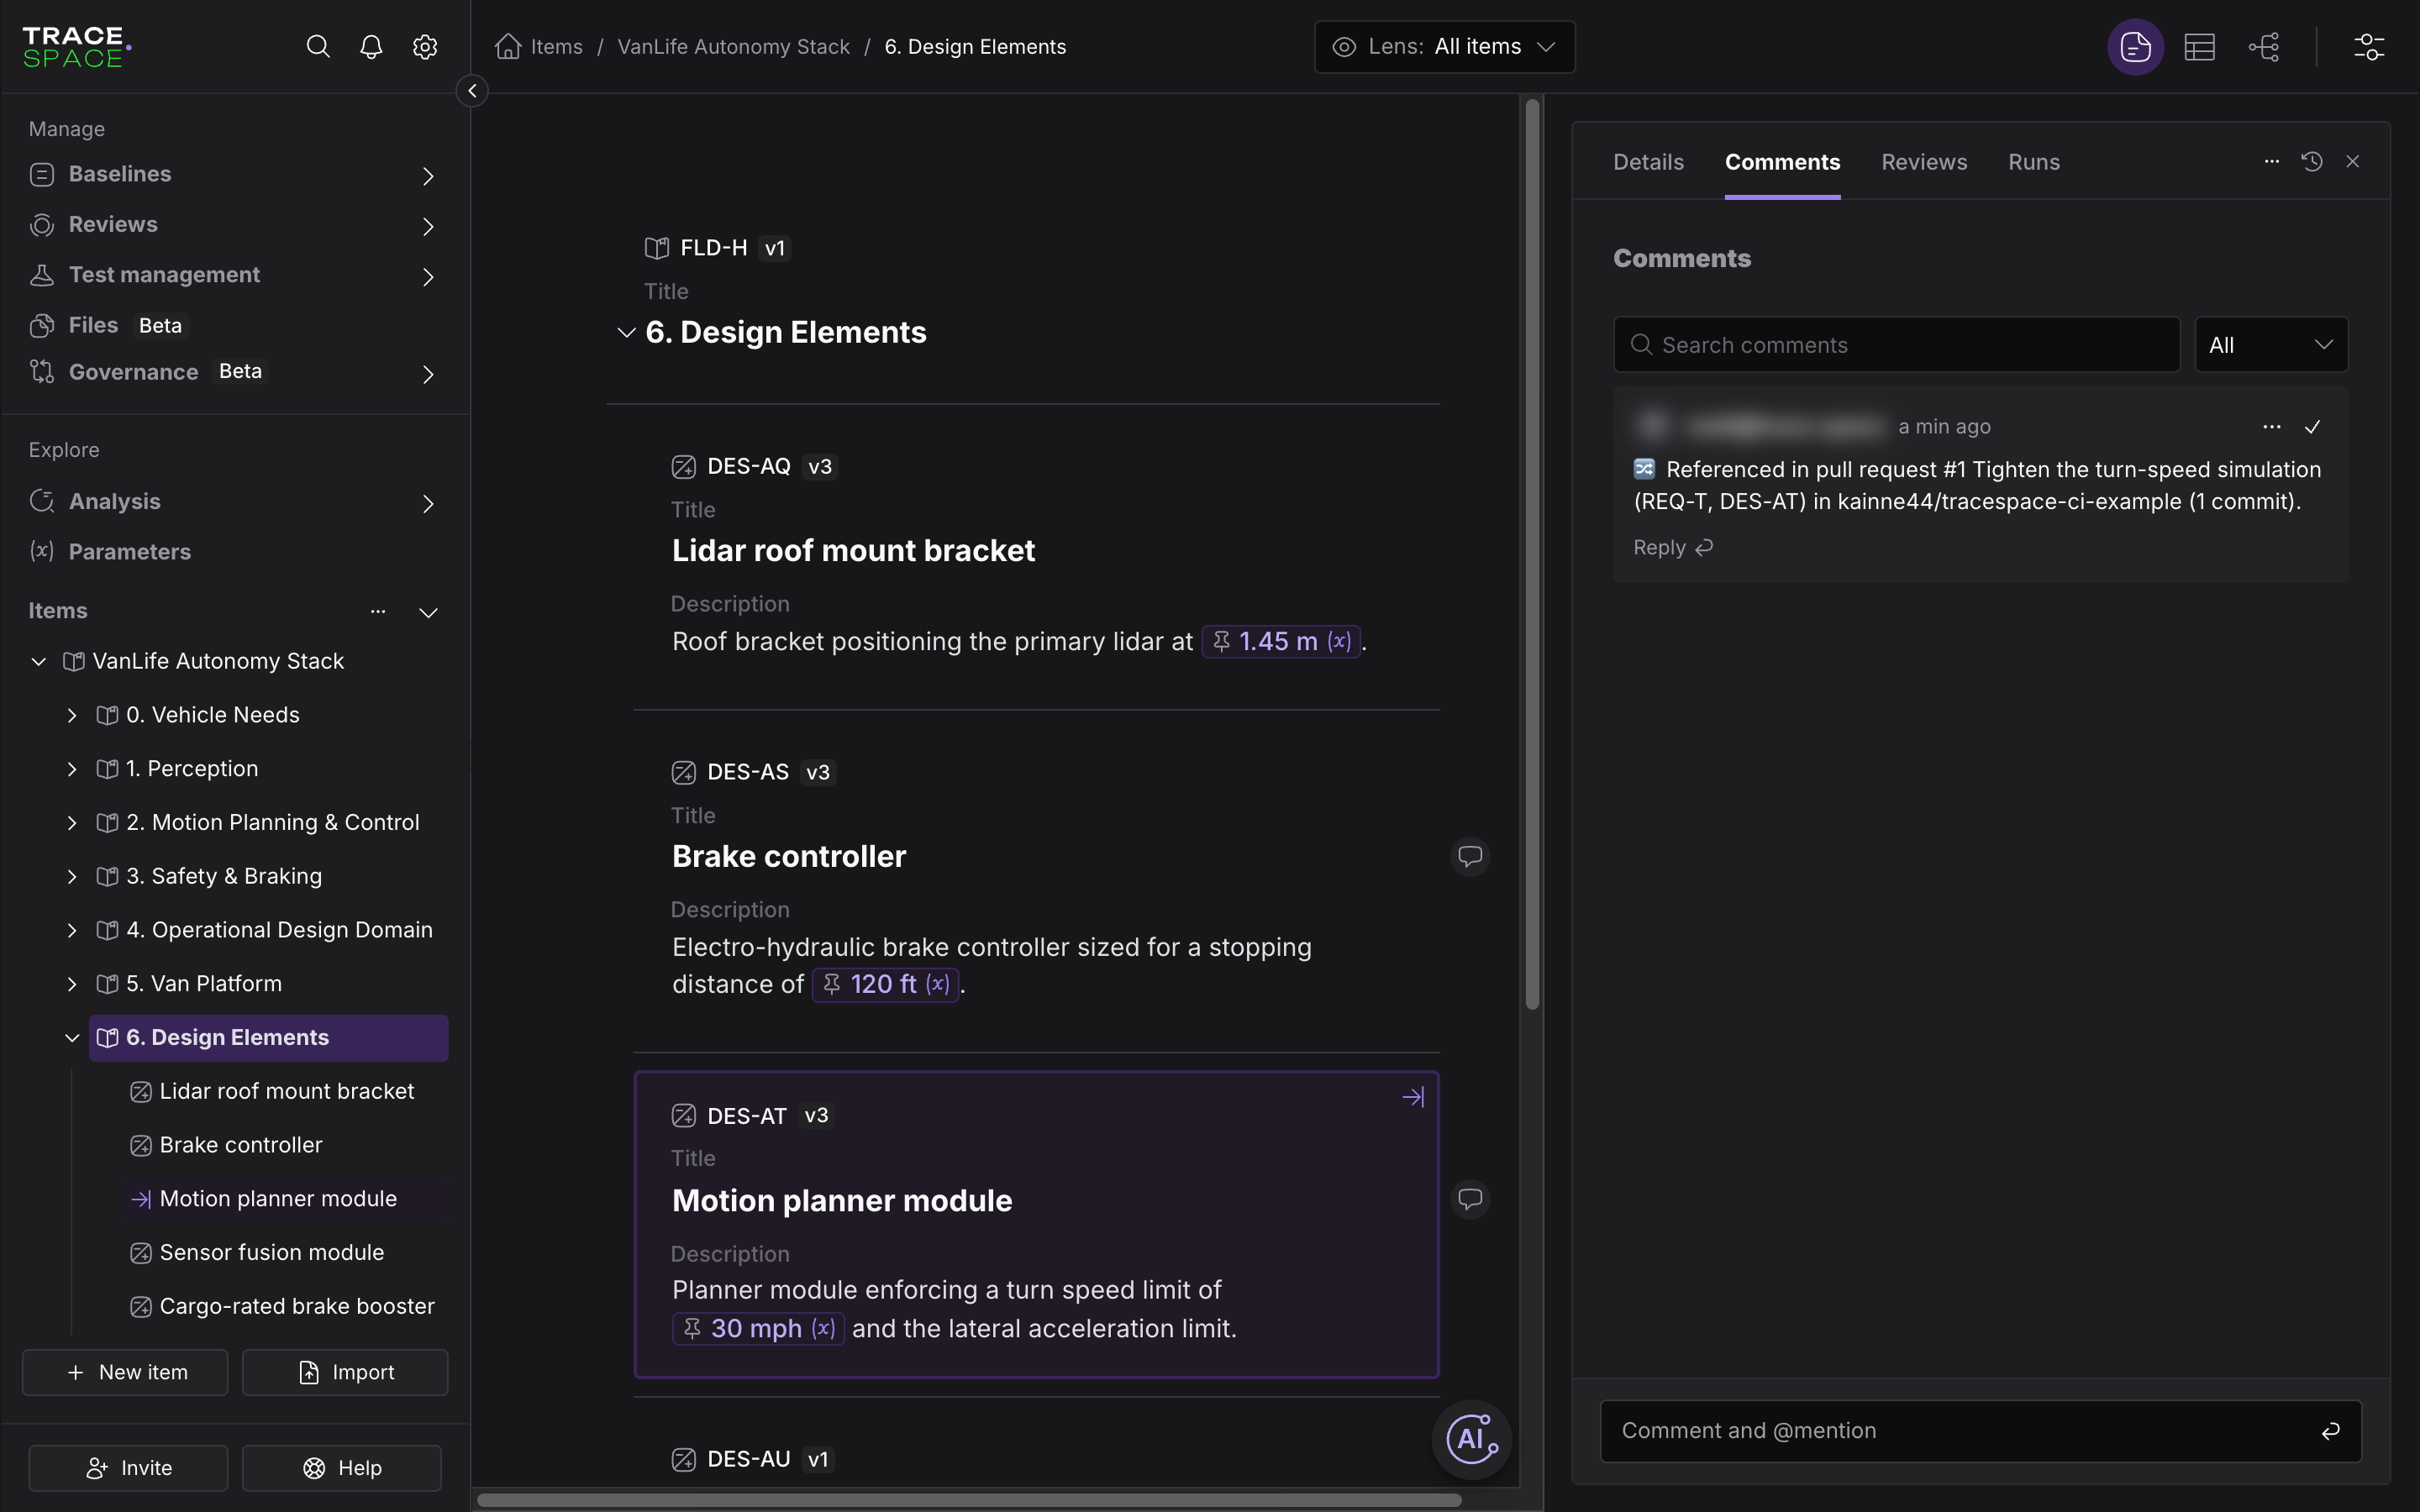 TRACE.
SPACE
Items / VanLife Autonomy Stack / 6. Design Elements
Lens: All items
Manage
Baselines
Reviews
Test management
Files Beta
Governance Beta
Explore
Analysis
(x) Parameters
Items
VanLife Autonomy Stack
0. Vehicle Needs
1. Perception
2. Motion Planning & Control
3. Safety & Braking
4. Operational Design Domain
5. Van Platform
6. Design Elements
Lidar roof mount bracket
Brake controller
Motion planner module
Sensor fusion module
Cargo-rated brake booster
New item
Import
Invite
Help
FLD-H v1
Title
6. Design Elements
DES-AQ v3
Title
Lidar roof mount bracket
Description
Roof bracket positioning the primary lidar at 1.45 m (x).
DES-AS v3
Title
Brake controller
Description
Electro-hydraulic brake controller sized for a stopping
distance of 120 ft (x).
DES-AT v3
Title
Motion planner module
Description
Planner module enforcing a turn speed limit of
30 mph (x) and the lateral acceleration limit.
DES-AU v1
AI
Details Comments Reviews Runs
Comments
Search comments
All
a min ago
Referenced in pull request #1 Tighten the turn-speed simulation
(REQ-T, DES-AT) in kainne44/tracespace-ci-example (1 commit).
Reply
Comment and @mention